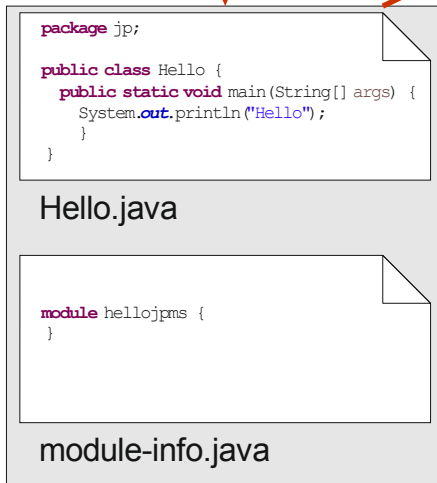 package jp;
public class Hello {
public static void main(String[] args) {
System.out.println("Hello");
}
}
Hello.java
module hellojpms {
}
module-info.java